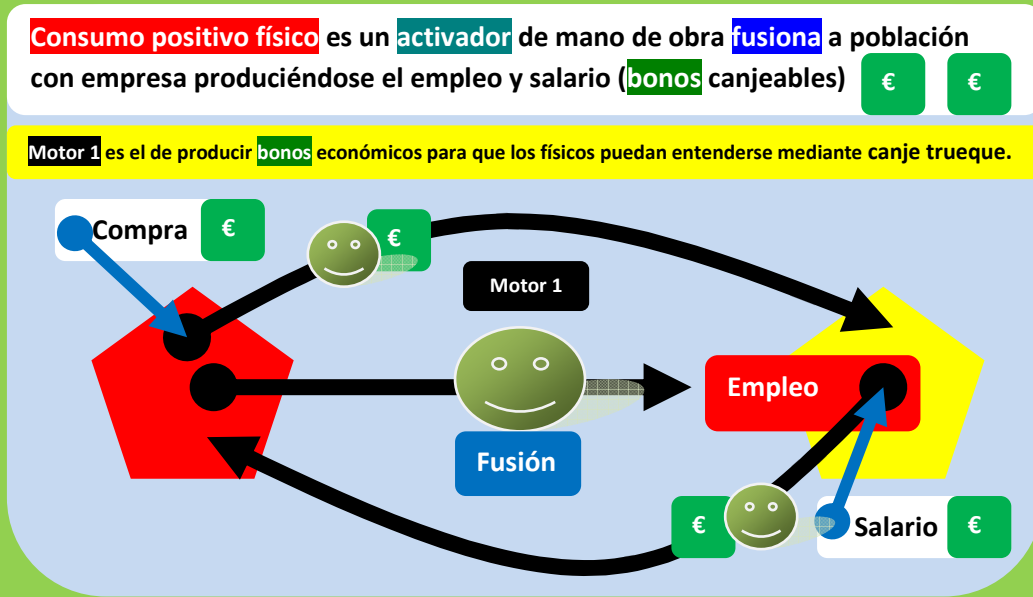 Consumo positivo físico es un activador de mano de obra fusiona a población
con empresa produciéndose el empleo y salario (bonos canjeables) € €
Motor 1 es el de producir bonos económicos para que los físicos puedan entenderse mediante canje trueque.
Compra €
€
Motor 1
Empleo
Fusión
€
Salario €